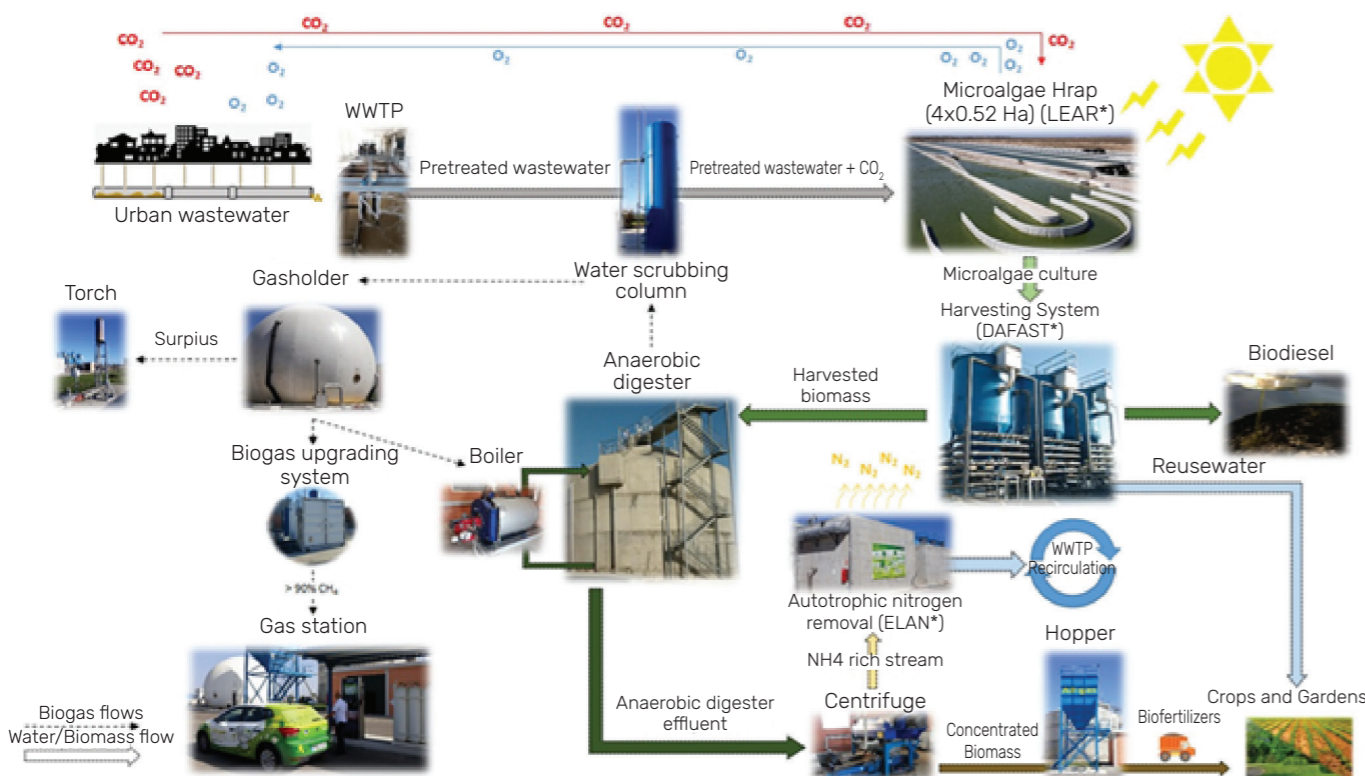 CO₂ CO₂ CO₂ CO₂
CO₂ CO₂
O₂ O₂ O₂ O₂ O₂ O₂
CO₂ CO₂ O₂ O₂
CO₂ O₂ O₂
Microalgae Hrap
(4x0.52 Ha) (LEAR*)
WWTP
Pretreated wastewater
Pretreated wastewater + CO₂
Urban wastewater
Water scrubbing
column
Microalgae culture
Harvesting System
(DAFAST*)
Gasholder
Torch
Surpius
Anaerobic
digester
Harvested
biomass
Biodiesel
Biogas upgrading
system
Boiler
N₂ N₂ N₂ N₂
Reusewater
WWTP
Recirculation
> 90% CH₄
Autotrophic nitrogen
removal (ELAN*)
Gas station
Hopper
NH4 rich stream
Anaerobic digester
effluent
Centrifuge
Concentrated
Biomass
Biofertilizers
Crops and Gardens
Biogas flows
Water/Biomass flow